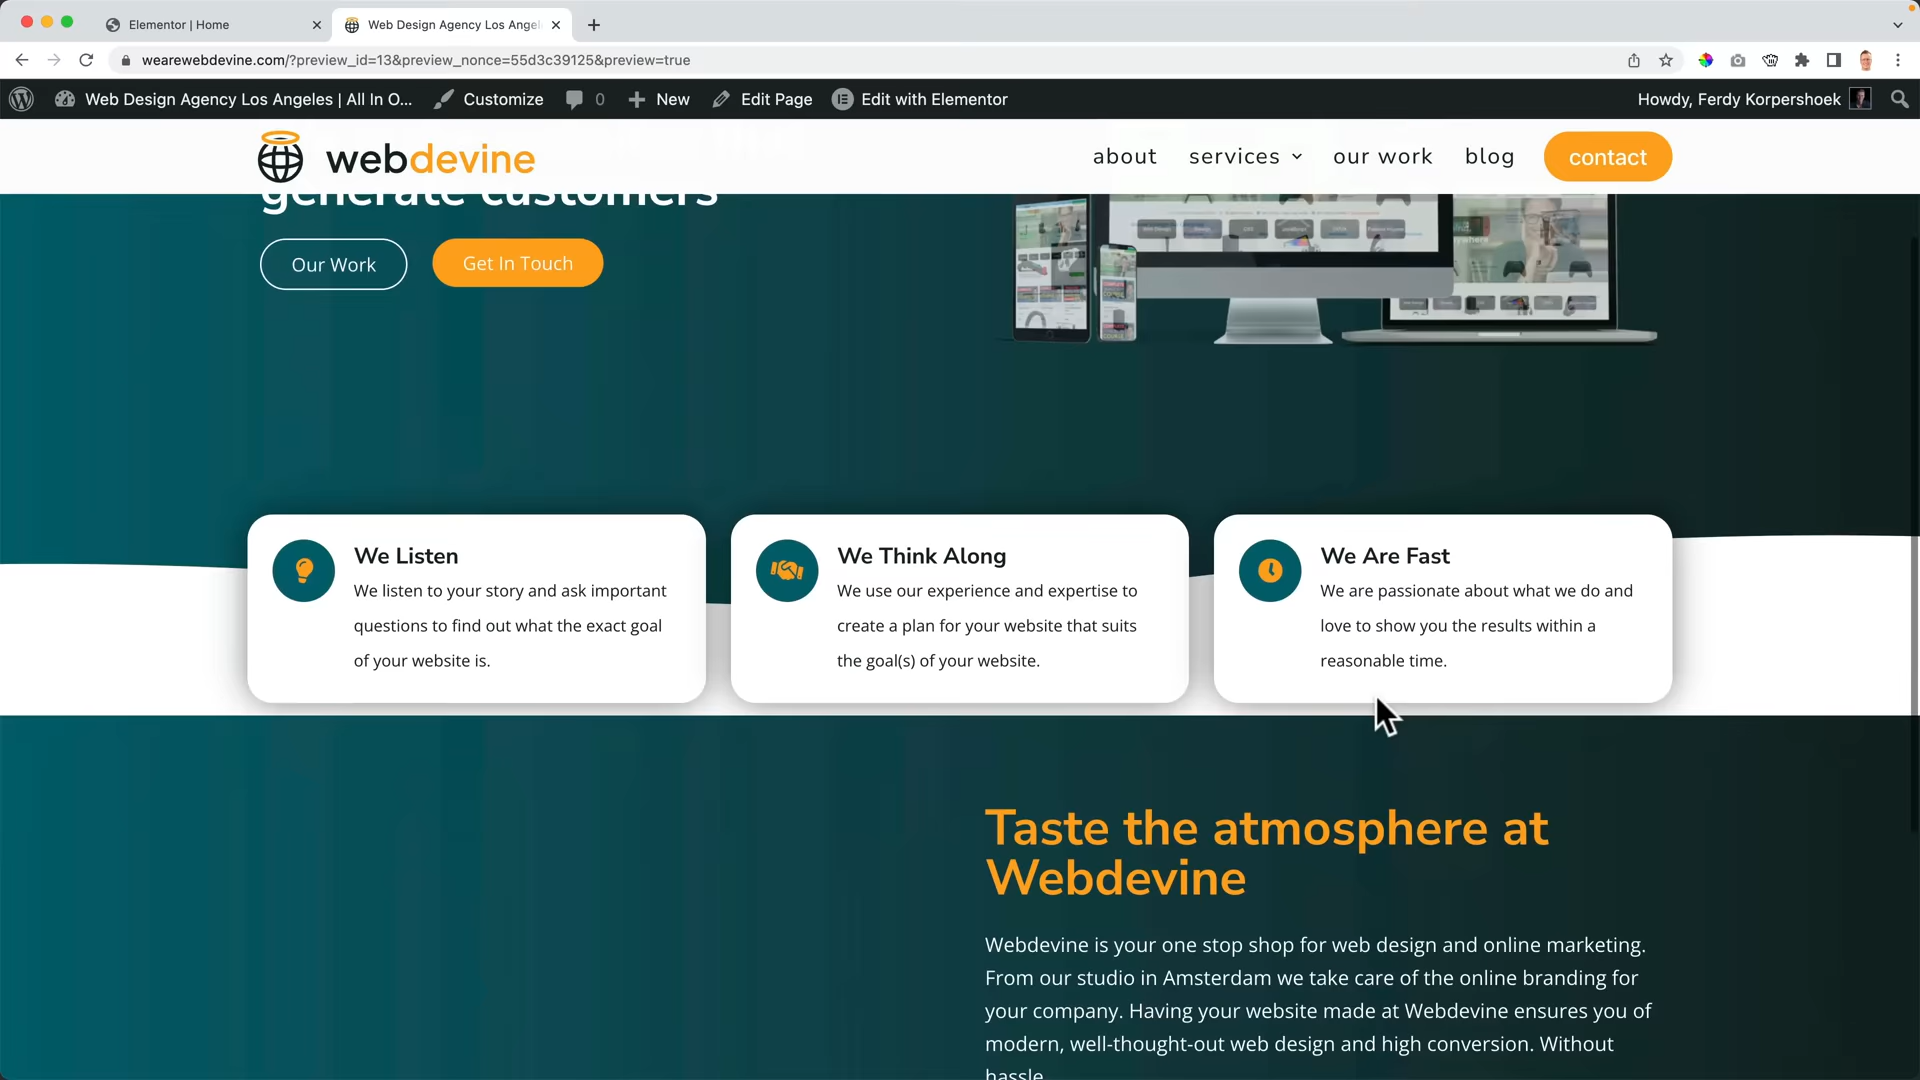 Elementor | Home
Web Design Agency Los Angel
wearewebdevine.com/?preview_id=13&preview_nonce=55d3c39125&preview=true
Web Design Agency Los Angeles | All In O...
Customize
0
New
Edit Page
Edit with Elementor
Howdy, Ferdy Korpershoek
webdevine
about
services
our work
blog
contact
generate customers
Our Work
Get In Touch
We Listen
We listen to your story and ask important
questions to find out what the exact goal
of your website is.
We Think Along
We use our experience and expertise to
create a plan for your website that suits
the goal(s) of your website.
We Are Fast
We are passionate about what we do and
love to show you the results within a
reasonable time.
Taste the atmosphere at
Webdevine
Webdevine is your one stop shop for web design and online marketing.
From our studio in Amsterdam we take care of the online branding for
your company. Having your website made at Webdevine ensures you of
modern, well-thought-out web design and high conversion. Without
hassle